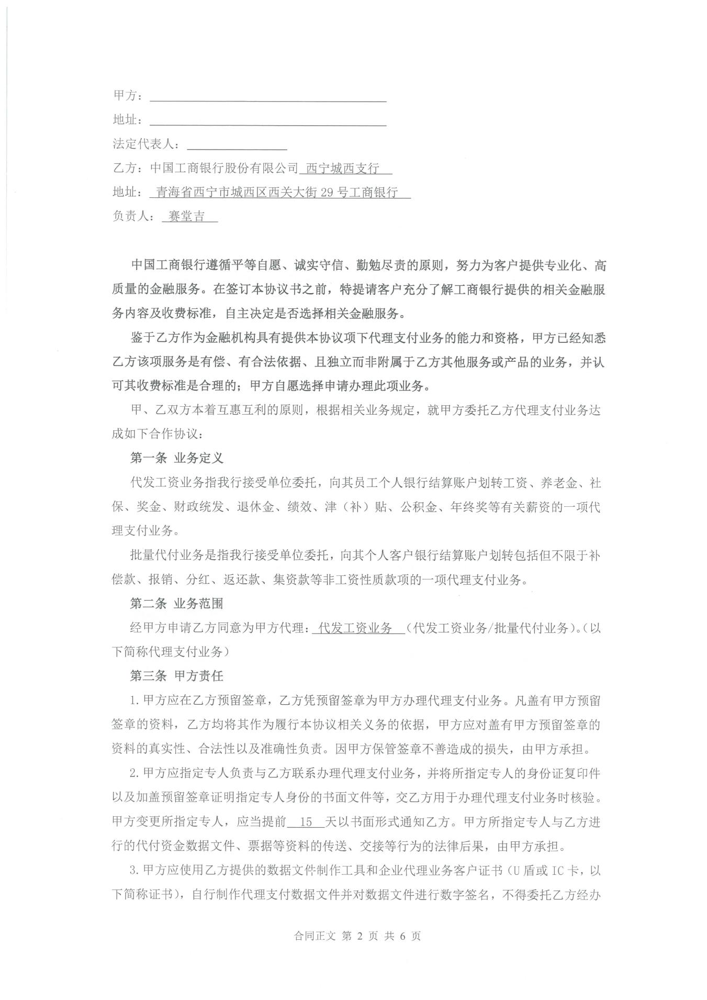 甲方：
地址：
法定代表人：
乙方：中国工商银行股份有限公司 西宁城西支行
地址： 青海省西宁市城西区西关大街 29 号工商银行
负责人： 赛堂吉
中国工商银行遵循平等自愿、诚实守信、勤勉尽责的原则，努力为客户提供专业化、高
质量的金融服务。在签订本协议书之前，特提请客户充分了解工商银行提供的相关金融服
务内容及收费标准，自主决定是否选择相关金融服务。
鉴于乙方作为金融机构具有提供本协议项下代理支付业务的能力和资格，甲方已经知悉
乙方该项服务是有偿、有合法依据、且独立而非附属于乙方其他服务或产品的业务，并认
可其收费标准是合理的；甲方自愿选择申请办理此项业务。
甲、乙双方本着互惠互利的原则，根据相关业务规定，就甲方委托乙方代理支付业务达
成如下合作协议：
第一条 业务定义
代发工资业务指我行接受单位委托，向其员工个人银行结算账户划转工资、养老金、社
保、奖金、财政统发、退休金、绩效、津（补）贴、公积金、年终奖等有关薪资的一项代
理支付业务。
批量代付业务是指我行接受单位委托，向其个人客户银行结算账户划转包括但不限于补
偿款、报销、分红、返还款、集资款等非工资性质款项的一项代理支付业务。
第二条 业务范围
经甲方申请乙方同意为甲方代理： 代发工资业务 （代发工资业务/批量代付业务）。（以
下简称代理支付业务）
第三条 甲方责任
1. 甲方应在乙方预留签章，乙方凭预留签章为甲方办理代理支付业务。凡盖有甲方预留
签章的资料，乙方均将其作为履行本协议相关义务的依据，甲方应对盖有甲方预留签章的
资料的真实性、合法性以及准确性负责。因甲方保管签章不善造成的损失，由甲方承担。
2. 甲方应指定专人负责与乙方联系办理代理支付业务，并将所指定专人的身份证复印件
以及加盖预留签章证明指定专人身份的书面文件等，交乙方用于办理代理支付业务时核验。
甲方变更所指定专人，应当提前 15 天以书面形式通知乙方。甲方所指定专人与乙方进
行的代付资金数据文件、票据等资料的传送、交接等行为的法律后果，由甲方承担。
3. 甲方应使用乙方提供的数据文件制作工具和企业代理业务客户证书（U 盾或 IC 卡，以
下简称证书），自行制作代理支付数据文件并对数据文件进行数字签名，不得委托乙方经办
合同正文 第 2 页 共 6 页